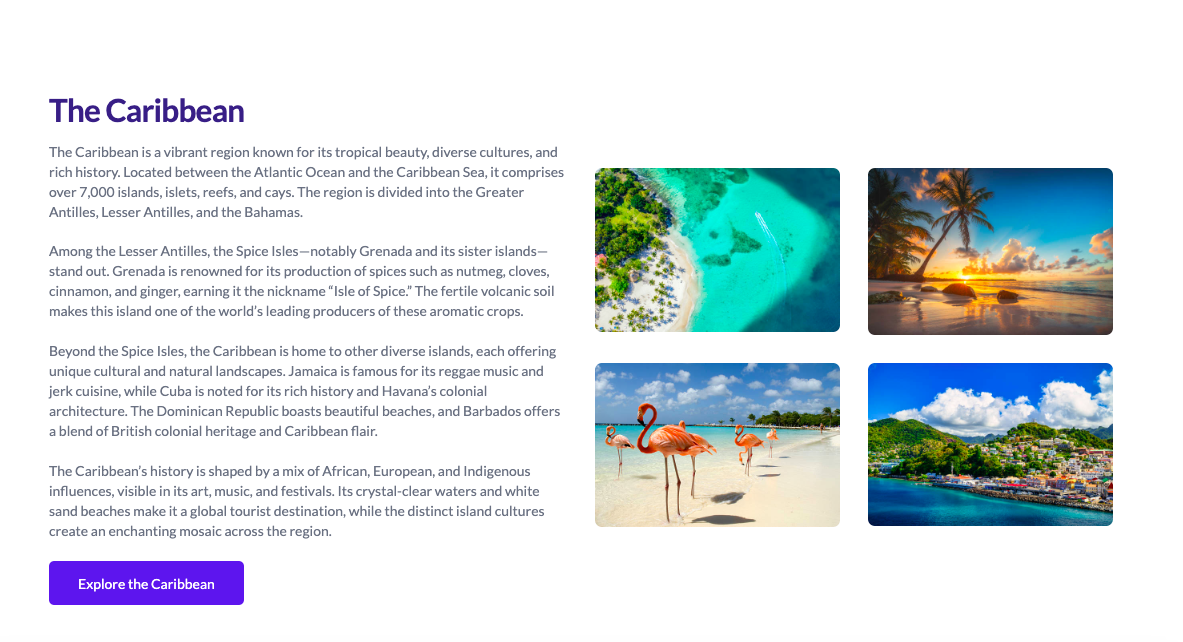 The Caribbean
The Caribbean is a vibrant region known for its tropical beauty, diverse cultures, and
rich history. Located between the Atlantic Ocean and the Caribbean Sea, it comprises
over 7,000 islands, islets, reefs, and cays. The region is divided into the Greater
Antilles, Lesser Antilles, and the Bahamas.
Among the Lesser Antilles, the Spice Isles—notably Grenada and its sister islands—
stand out. Grenada is renowned for its production of spices such as nutmeg, cloves,
cinnamon, and ginger, earning it the nickname “Isle of Spice.” The fertile volcanic soil
makes this island one of the world’s leading producers of these aromatic crops.
Beyond the Spice Isles, the Caribbean is home to other diverse islands, each offering
unique cultural and natural landscapes. Jamaica is famous for its reggae music and
jerk cuisine, while Cuba is noted for its rich history and Havana’s colonial
architecture. The Dominican Republic boasts beautiful beaches, and Barbados offers
a blend of British colonial heritage and Caribbean flair.
The Caribbean’s history is shaped by a mix of African, European, and Indigenous
influences, visible in its art, music, and festivals. Its crystal-clear waters and white
sand beaches make it a global tourist destination, while the distinct island cultures
create an enchanting mosaic across the region.
Explore the Caribbean